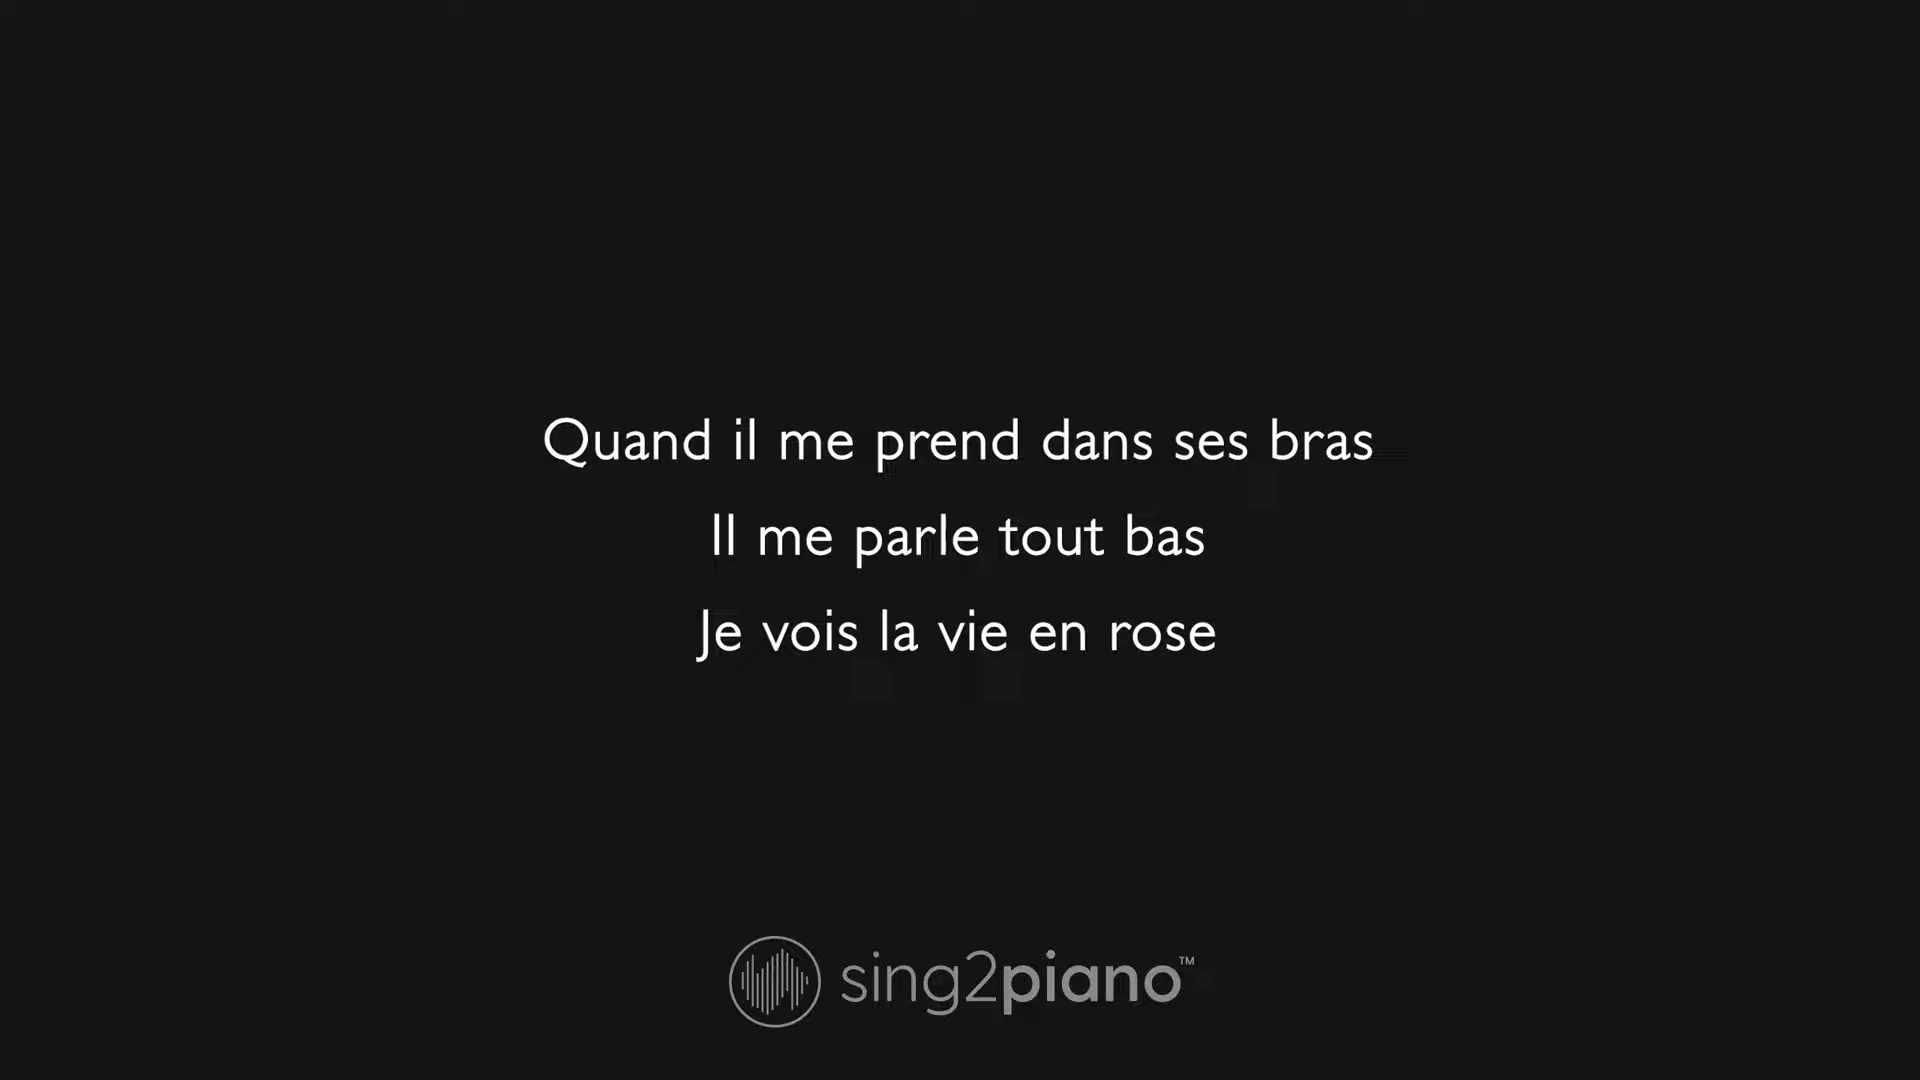 Quand il me prend dans ses bras
Il me parle tout bas
Je vois la vie en rose
sing2piano™